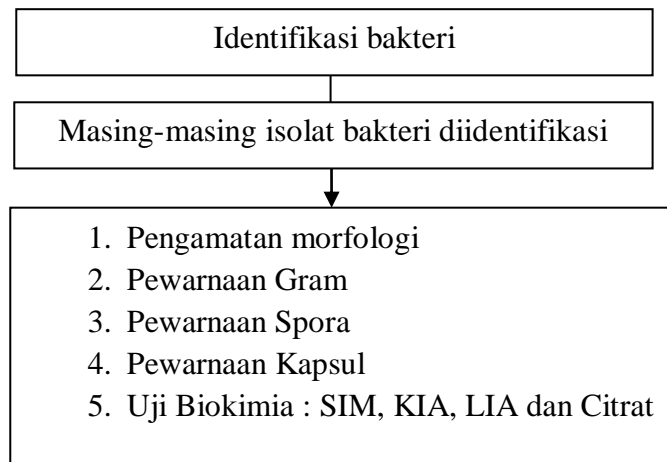 Identifikasi bakteri
Masing-masing isolat bakteri diidentifikasi
1. Pengamatan morfologi
2. Pewarnaan Gram
3. Pewarnaan Spora
4. Pewarnaan Kapsul
5. Uji Biokimia : SIM, KIA, LIA dan Citrat